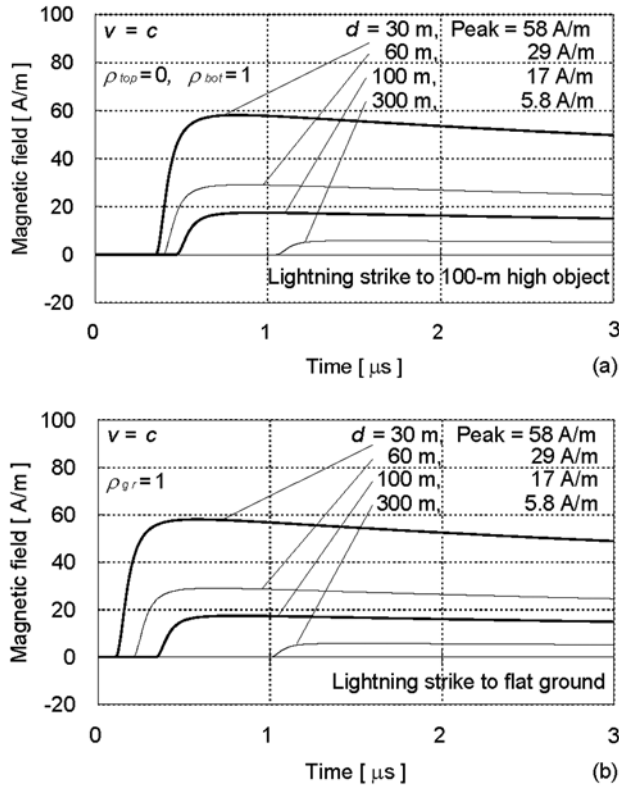 100
80
60
40
20
0
-20
Magnetic field [ A/m]
v = c
ρtop=0, ρbot=1
d = 30 m, Peak = 58 A/m
60 m, 29 A/m
100 m, 17 A/m
300 m, 5.8 A/m
Lightning strike to 100-m high object
0 1 2 3
Time [ μs ]
(a)
100
80
60
40
20
0
-20
Magnetic field [ A/m]
v = c
ρgr=1
d = 30 m, Peak = 58 A/m
60 m, 29 A/m
100 m, 17 A/m
300 m, 5.8 A/m
Lightning strike to flat ground
0 1 2 3
Time [ μs ]
(b)